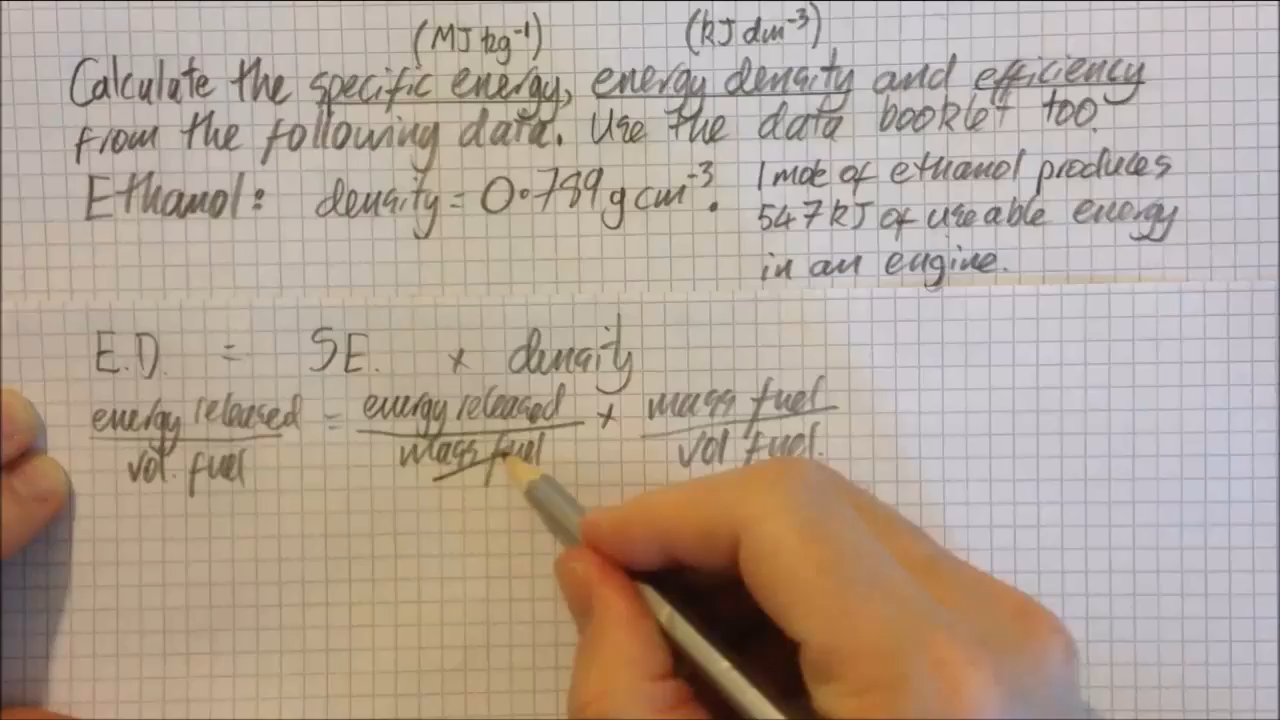 (MJ kg⁻¹) (kJ dm⁻³)
Calculate the specific energy, energy density and efficiency
from the following data. Use the data booklet too.
Ethanol: density = 0.789 g cm⁻³.
1 mole of ethanol produces
547 kJ of useable energy
in an engine.
E.D. = S.E. × density
energy released / vol. fuel = energy released / mass fuel × mass fuel / vol fuel.